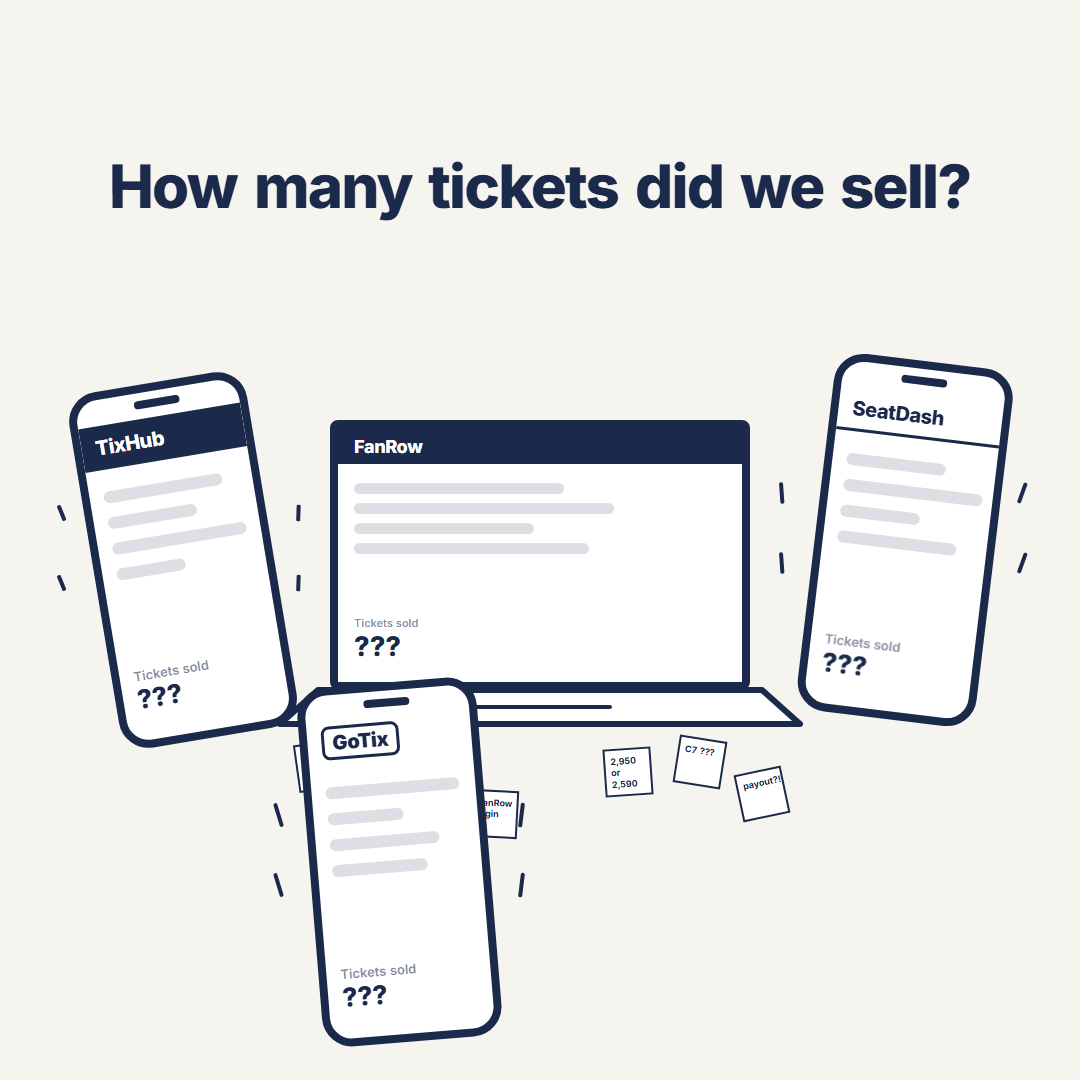 How many tickets did we sell?
TixHub
Tickets sold
???
FanRow
Tickets sold
???
SeatDash
Tickets sold
???
GoTix
Tickets sold
???
2,950
or
2,590
C7 ???
payout?!